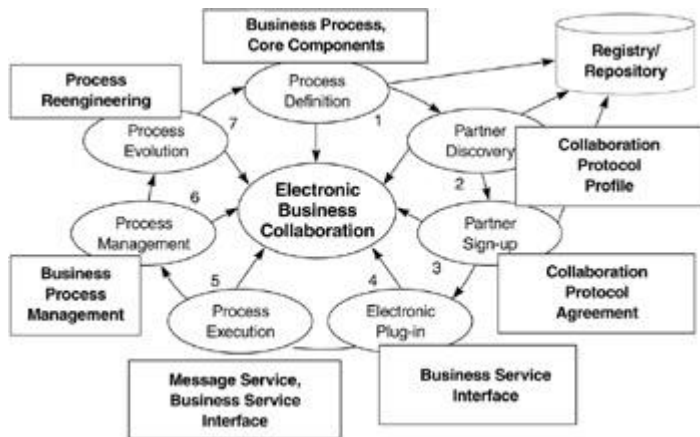 Business Process,
Core Components
Registry/
Repository
Process
Reengineering
Process
Definition
1
7
Process
Evolution
Partner
Discovery
2
Collaboration
Protocol
Profile
Electronic
Business
Collaboration
6
Process
Management
Partner
Sign-up
3
Business
Process
Management
5
Process
Execution
4
Electronic
Plug-in
Collaboration
Protocol
Agreement
Message Service,
Business Service
Interface
Business Service
Interface